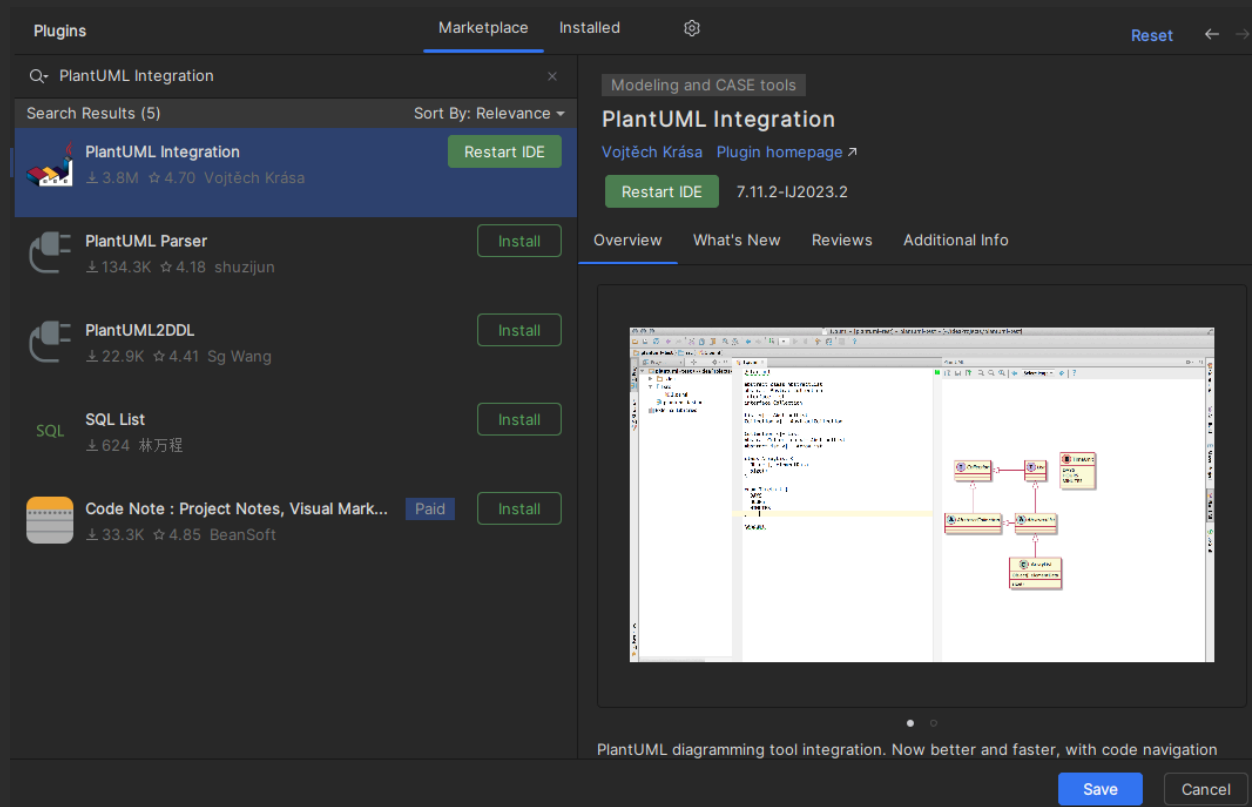 Plugins
Marketplace
Installed
Reset
PlantUML Integration
Search Results (5)
Sort By: Relevance
PlantUML Integration
Restart IDE
3.8M 4.70 Vojtěch Krása
PlantUML Parser
Install
134.3K 4.18 shuzijun
PlantUML2DDL
Install
22.9K 4.41 Sg Wang
SQL
SQL List
Install
624 林万程
Code Note : Project Notes, Visual Mark...
Paid
Install
33.3K 4.85 BeanSoft
Modeling and CASE tools
PlantUML Integration
Vojtěch Krása Plugin homepage ↗
Restart IDE
7.11.2-IJ2023.2
Overview
What's New
Reviews
Additional Info
PlantUML diagramming tool integration. Now better and faster, with code navigation
Save
Cancel